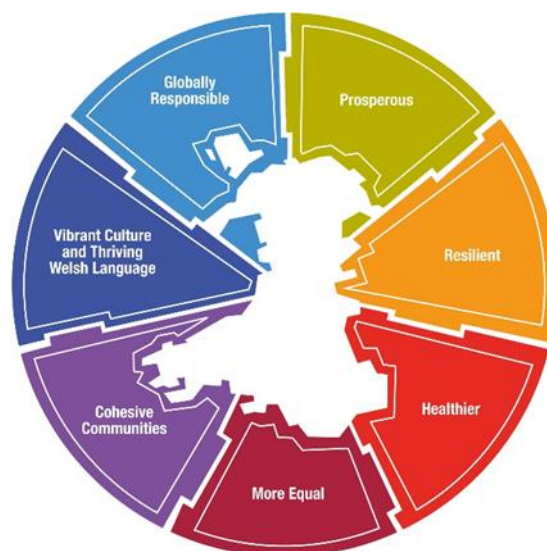 Globally
Responsible
Prosperous
Resilient
Healthier
More Equal
Cohesive
Communities
Vibrant Culture
and Thriving
Welsh Language